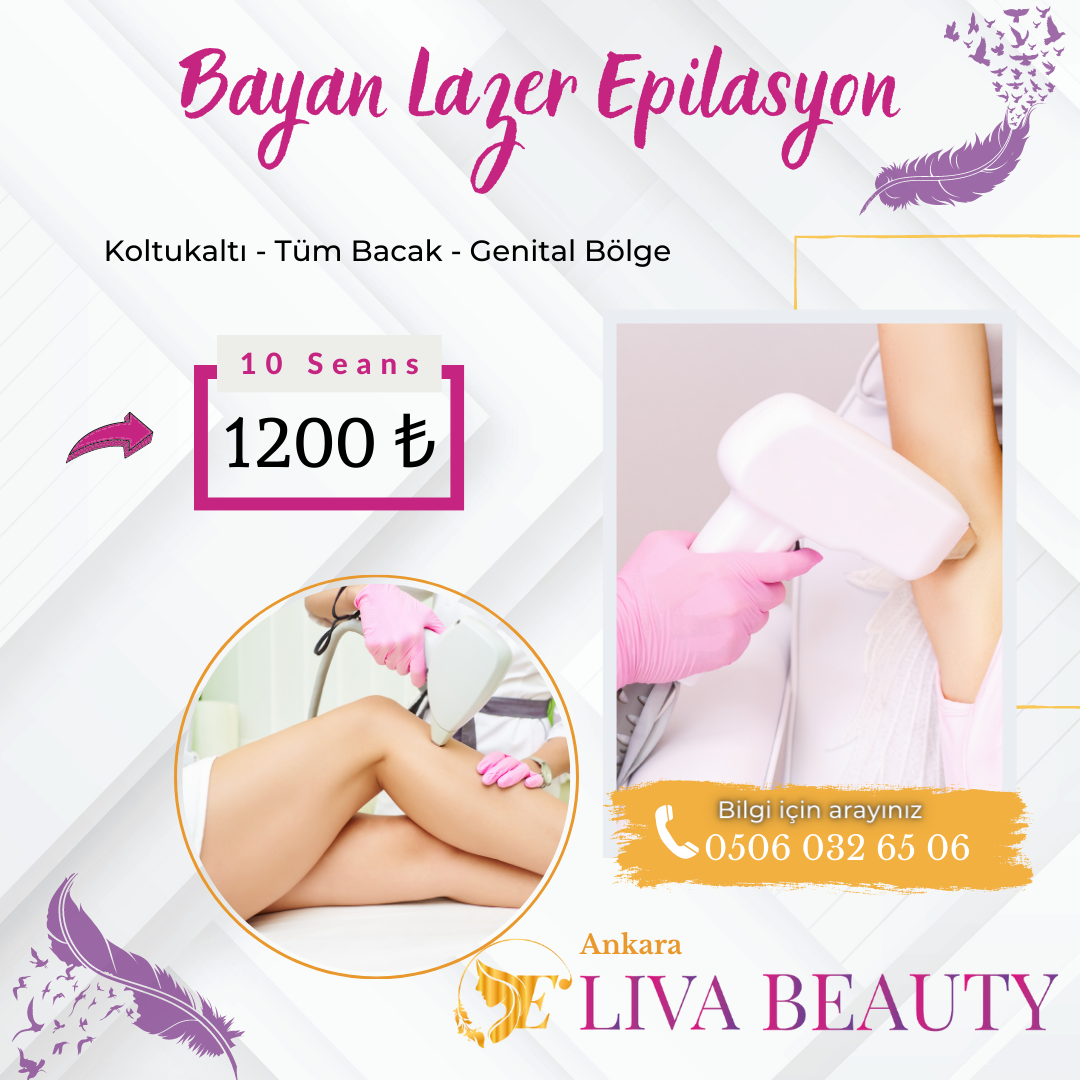 Bayan Lazer Epilasyon
Koltukaltı - Tüm Bacak - Genital Bölge
10 Seans
1200 ₺
Bilgi için arayınız
0506 032 65 06
Ankara
E' LIVA BEAUTY